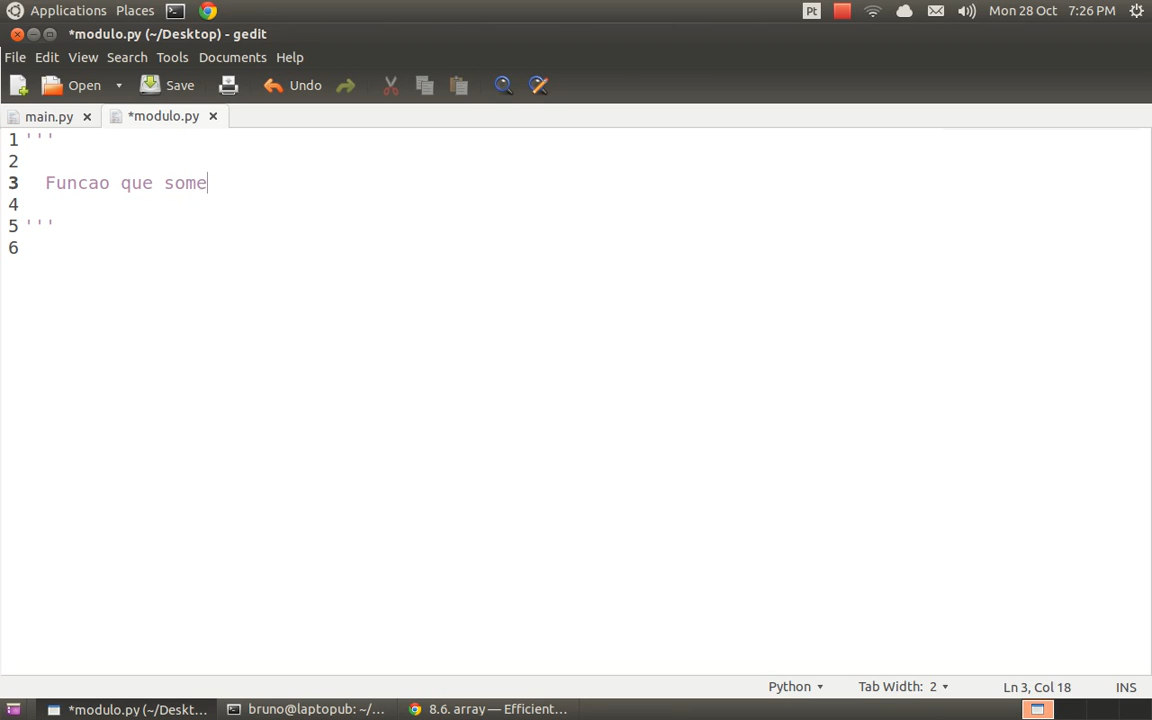 Applications Places Pt Mon 28 Oct 7:26 PM
*modulo.py (~/Desktop) - gedit
File Edit View Search Tools Documents Help
Open Save Undo
main.py *modulo.py
1 '''
2
3 Funcao que some
4
5 '''
6
Python Tab Width: 2 Ln 3, Col 18 INS
*modulo.py (~/Deskt... bruno@laptopub: ~/... 8.6. array — Efficient...